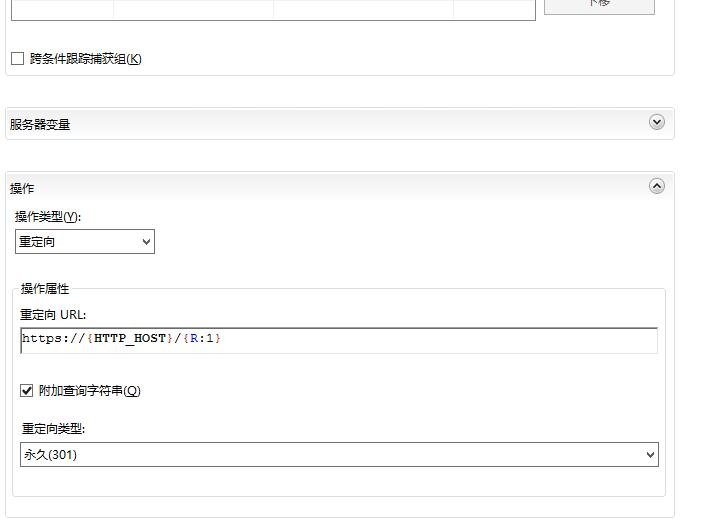 下移
跨条件跟踪捕获组(K)
服务器变量
操作
操作类型(Y):
重定向
操作属性
重定向 URL:
https://{HTTP_HOST}/{R:1}
附加查询字符串(Q)
重定向类型:
永久(301)